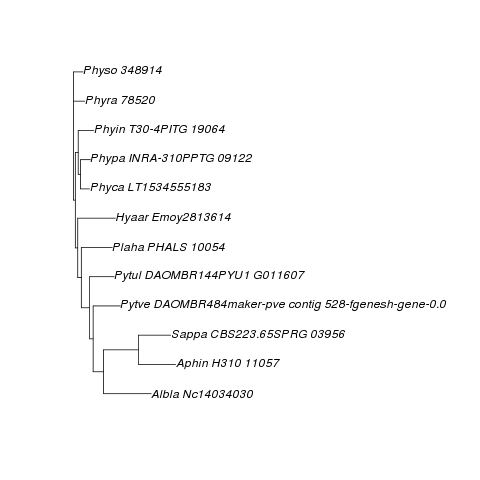 Physo 348914
Phyra 78520
Phyin T30-4PITG 19064
Phypa INRA-310PPTG 09122
Phyca LT1534555183
Hyaar Emoy2813614
Plaha PHALS 10054
Pytul DAOMBR144PYU1 G011607
Pytve DAOMBR484maker-pve contig 528-fgenesh-gene-0.0
Sappa CBS223.65SPRG 03956
Aphin H310 11057
Albla Nc14034030